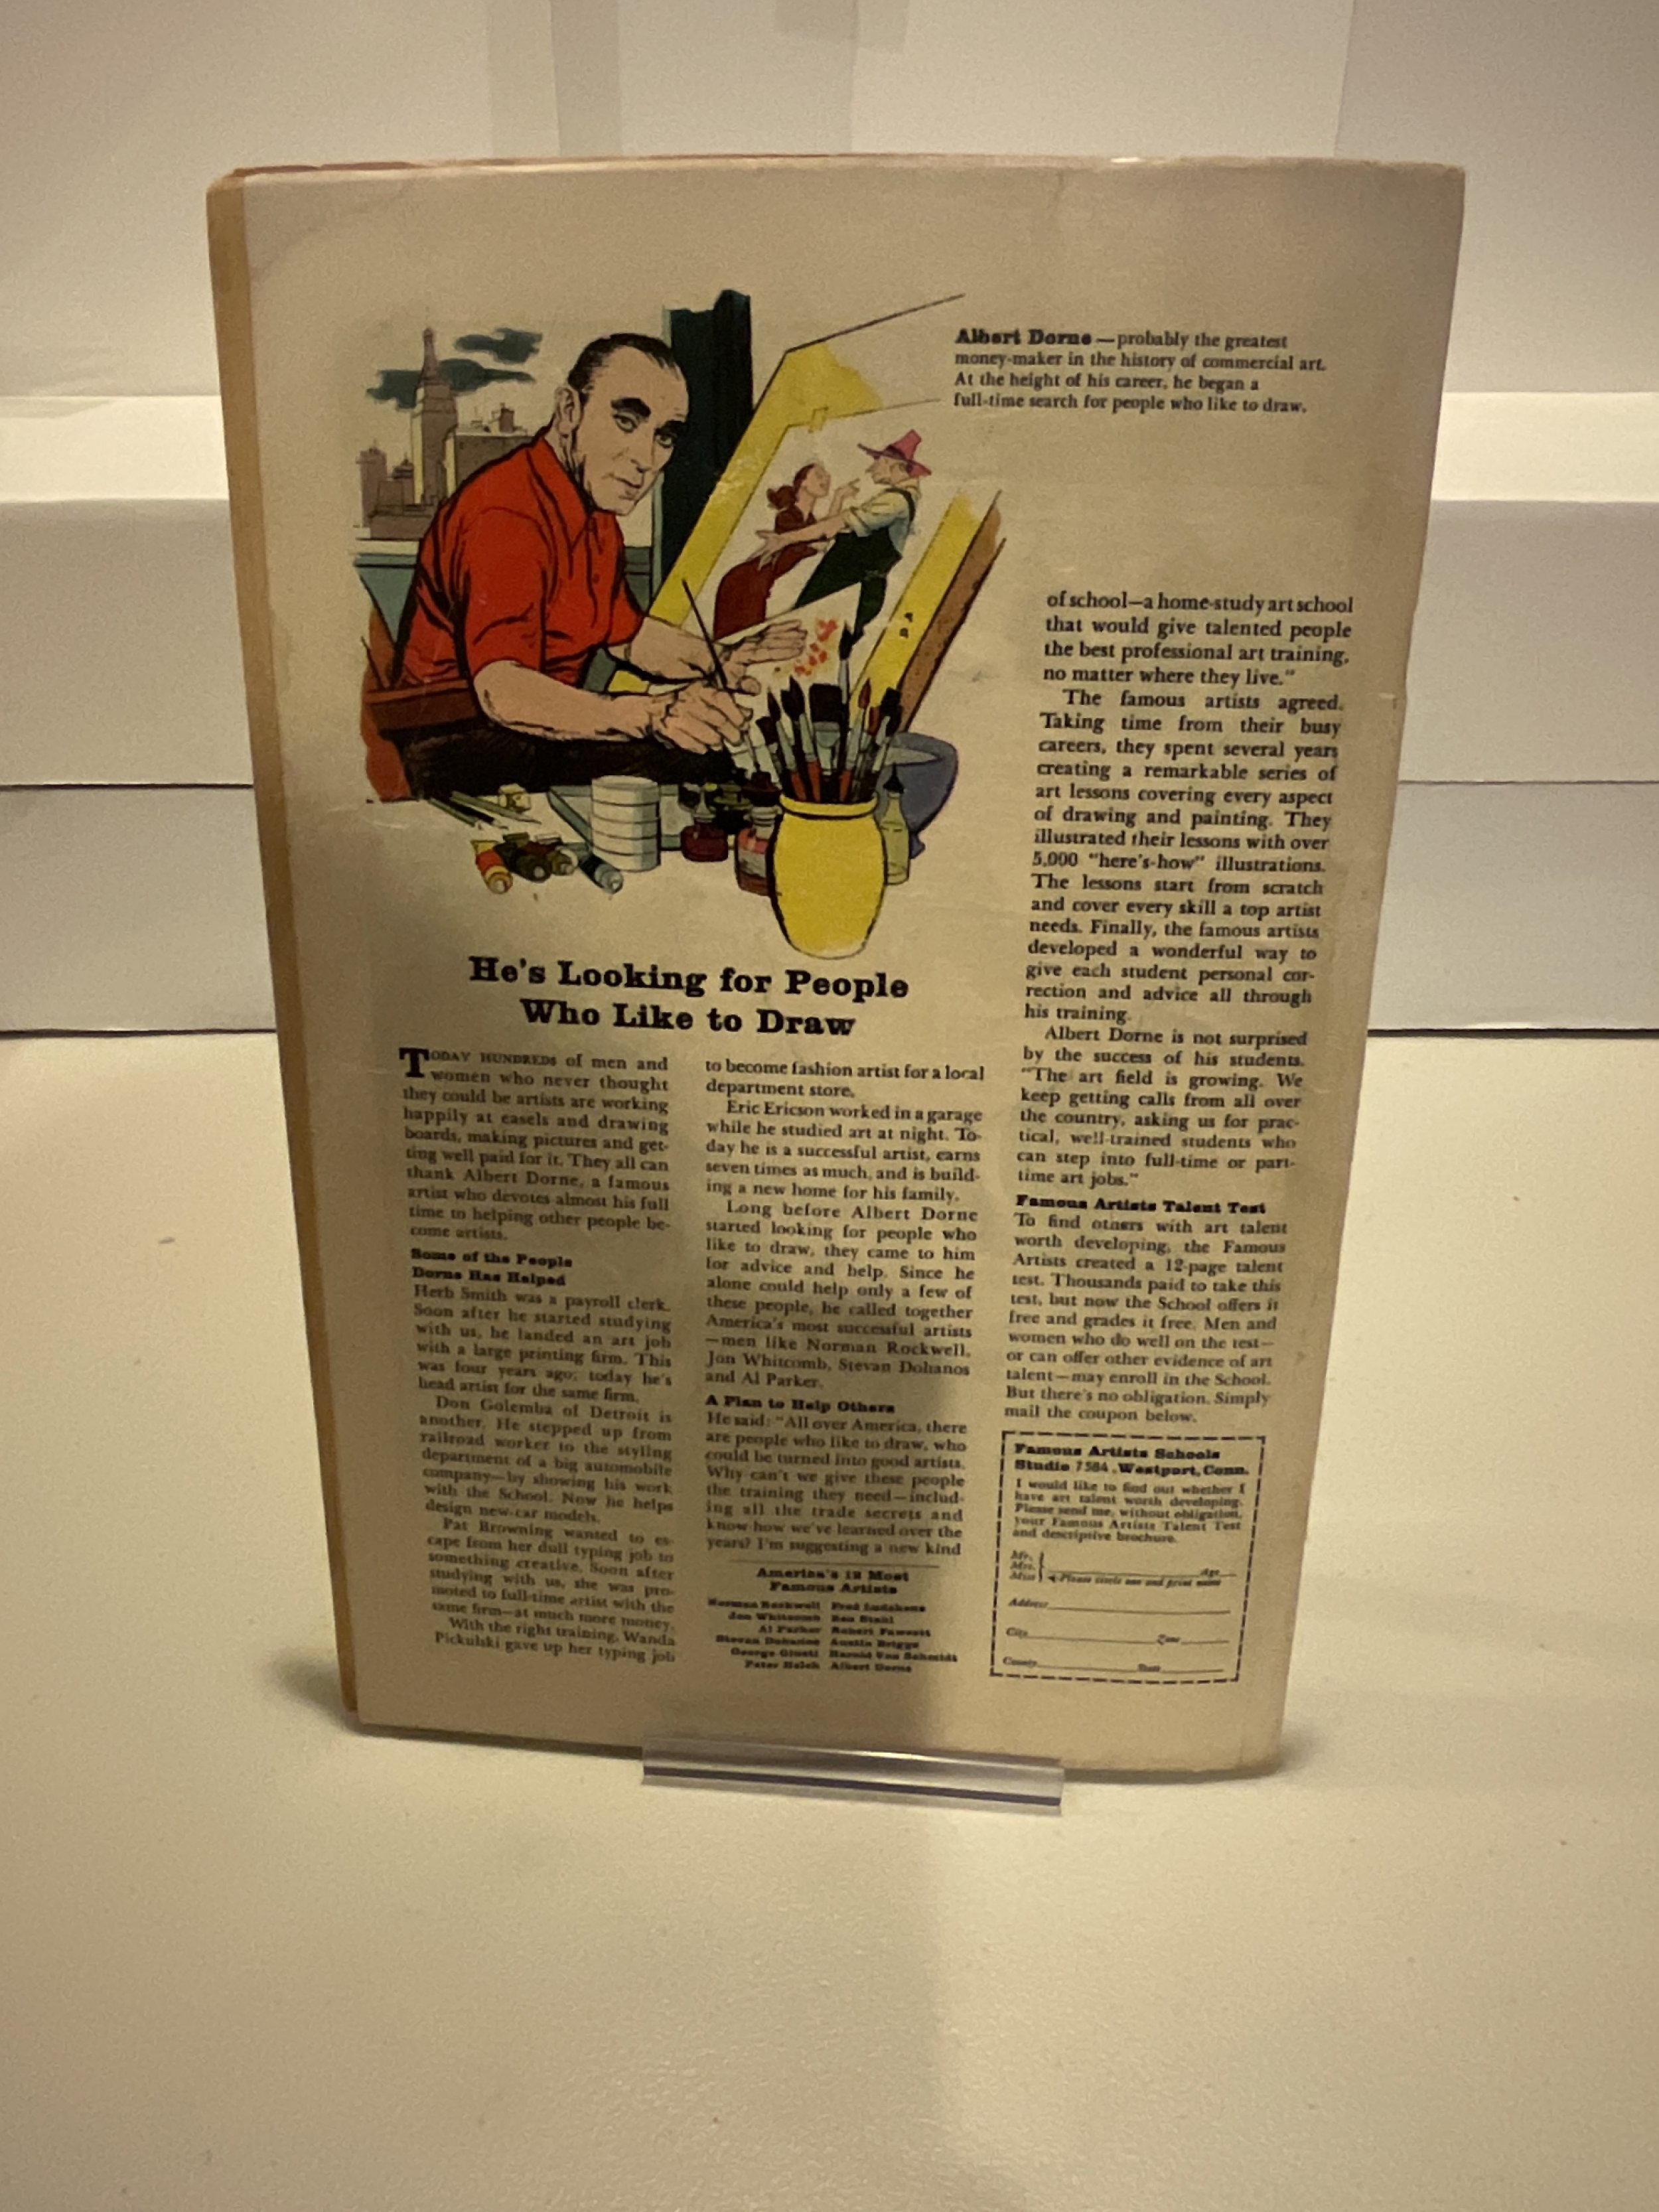 Albert Dorne — probably the greatest
money-maker in the history of commercial art.
At the height of his career, he began a
full-time search for people who like to draw.
He's Looking for People
Who Like to Draw
TODAY HUNDREDS of men and
women who never thought
they could be artists are working
happily at easels and drawing
boards, making pictures and get-
ting well paid for it. They all can
thank Albert Dorne, a famous
artist who devotes almost his full
time to helping other people be-
come artists.
Some of the People
Dorne Has Helped
Herb Smith was a payroll clerk.
Soon after he started studying
with us, he landed an art job
with a large printing firm. This
was four years ago; today he's
head artist for the same firm.
Don Golemba of Detroit is
another. He stepped up from
railroad worker to the styling
department of a big automobile
company—by showing his work
with the School. Now he helps
design new-car models.
Pat Browning wanted to es-
cape from her dull typing job to
something creative. Soon after
studying with us, she was pro-
moted to full-time artist with the
same firm—at much more money.
With the right training, Wanda
Pickulski gave up her typing job
to become fashion artist for a local
department store.
Eric Ericson worked in a garage
while he studied art at night. To-
day he is a successful artist, earns
seven times as much, and is build-
ing a new home for his family.
Long before Albert Dorne
started looking for people who
like to draw, they came to him
for advice and help. Since he
alone could help only a few of
these people, he called together
America's most successful artists
—men like Norman Rockwell,
Jon Whitcomb, Stevan Dohanos
and Al Parker.
A Plan to Help Others
He said: "All over America, there
are people who like to draw, who
could be turned into good artists.
Why can't we give these people
the training they need—includ-
ing all the trade secrets and
know-how we've learned over the
years? I'm suggesting a new kind
America's 12 Most
Famous Artists
Norman Rockwell Fred Ludekens
Jon Whitcomb Ben Stahl
Al Parker Robert Fawcett
Stevan Dohanos Austin Briggs
George Giusti Harold Von Schmidt
Peter Helck Albert Dorne
of school—a home-study art school
that would give talented people
the best professional art training,
no matter where they live."
The famous artists agreed.
Taking time from their busy
careers, they spent several years
creating a remarkable series of
art lessons covering every aspect
of drawing and painting. They
illustrated their lessons with over
5,000 "here's-how" illustrations.
The lessons start from scratch
and cover every skill a top artist
needs. Finally, the famous artists
developed a wonderful way to
give each student personal cor-
rection and advice all through
his training.
Albert Dorne is not surprised
by the success of his students.
"The art field is growing. We
keep getting calls from all over
the country, asking us for prac-
tical, well-trained students who
can step into full-time or part-
time art jobs."
Famous Artists Talent Test
To find others with art talent
worth developing, the Famous
Artists created a 12-page talent
test. Thousands paid to take this
test, but now the School offers it
free and grades it free. Men and
women who do well on the test—
or can offer other evidence of art
talent—may enroll in the School.
But there's no obligation. Simply
mail the coupon below.
Famous Artists Schools
Studio 7584, Westport, Conn.
I would like to find out whether I
have art talent worth developing.
Please send me, without obligation,
your Famous Artists Talent Test
and descriptive brochure.
Mr.
Mrs. Age
Miss Please circle one and print name
Address
City Zone
County State